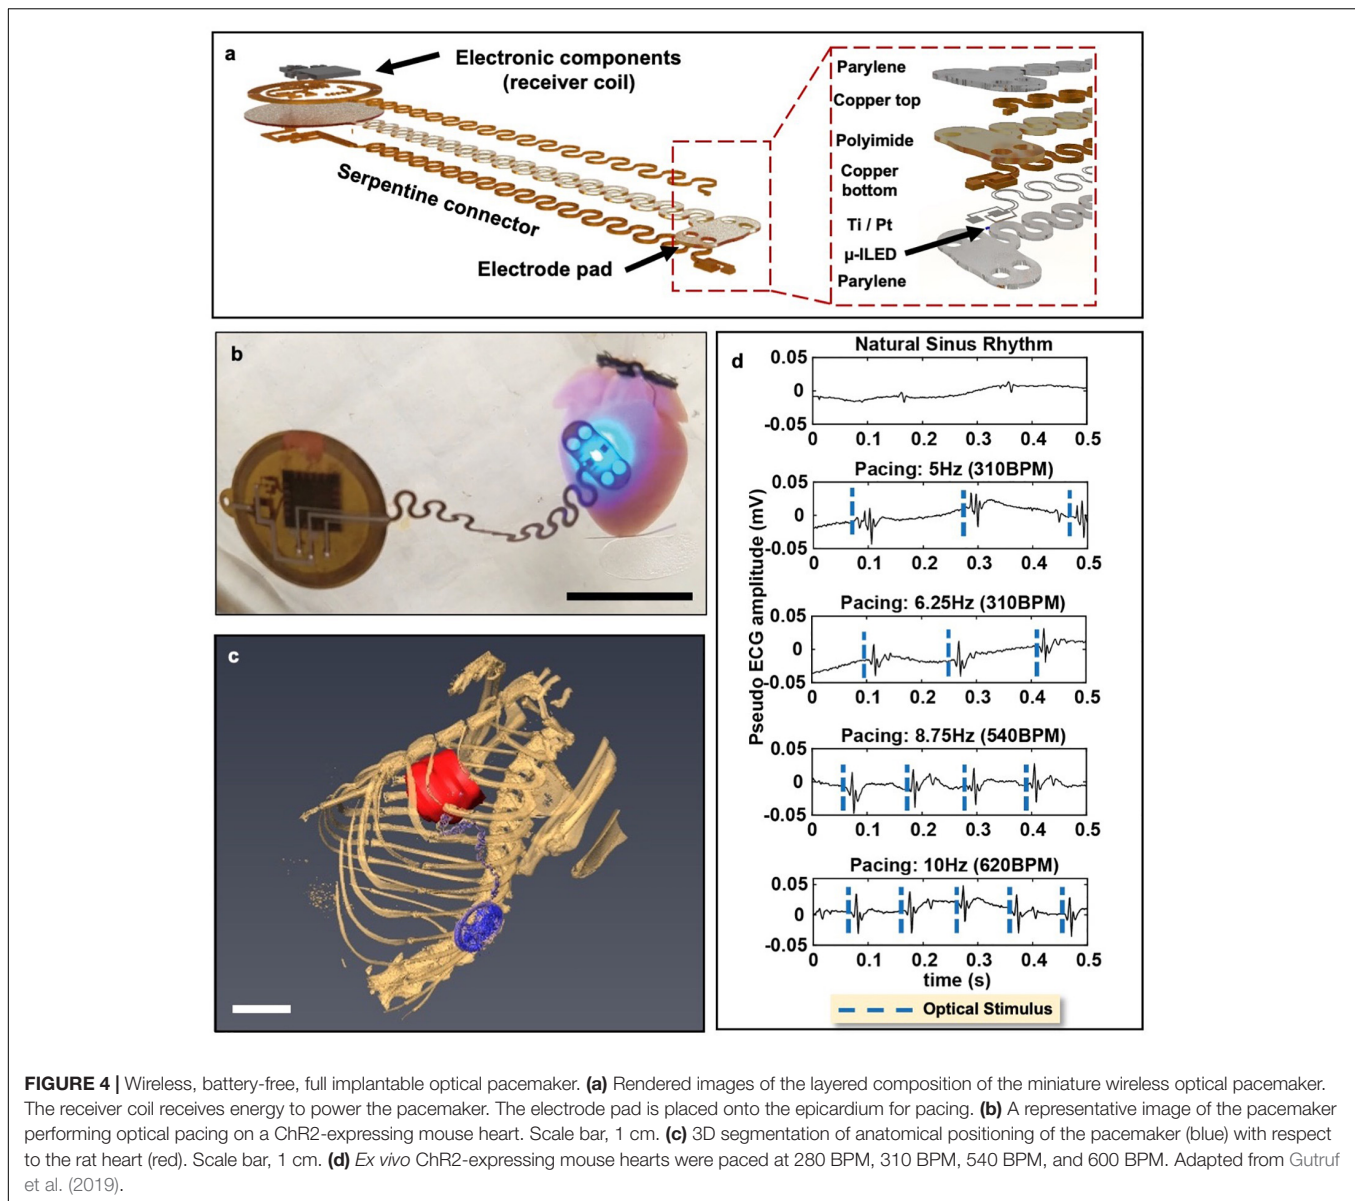 a
Electronic components
(receiver coil)
Serpentine connector
Electrode pad
Parylene
Copper top
Polyimide
Copper
bottom
Ti / Pt
µ-ILED
Parylene
b
c
d
Pseudo ECG amplitude (mV)
Natural Sinus Rhythm
0.05
0
-0.05
0 0.1 0.2 0.3 0.4 0.5
Pacing: 5Hz (310BPM)
0.05
0
-0.05
0 0.1 0.2 0.3 0.4 0.5
Pacing: 6.25Hz (310BPM)
0.05
0
-0.05
0 0.1 0.2 0.3 0.4 0.5
Pacing: 8.75Hz (540BPM)
0.05
0
-0.05
0 0.1 0.2 0.3 0.4 0.5
Pacing: 10Hz (620BPM)
0.05
0
-0.05
0 0.1 0.2 0.3 0.4 0.5
time (s)
Optical Stimulus
FIGURE 4 | Wireless, battery-free, full implantable optical pacemaker. (a) Rendered images of the layered composition of the miniature wireless optical pacemaker.
The receiver coil receives energy to power the pacemaker. The electrode pad is placed onto the epicardium for pacing. (b) A representative image of the pacemaker
performing optical pacing on a ChR2-expressing mouse heart. Scale bar, 1 cm. (c) 3D segmentation of anatomical positioning of the pacemaker (blue) with respect
to the rat heart (red). Scale bar, 1 cm. (d) Ex vivo ChR2-expressing mouse hearts were paced at 280 BPM, 310 BPM, 540 BPM, and 600 BPM. Adapted from Gutruf
et al. (2019).